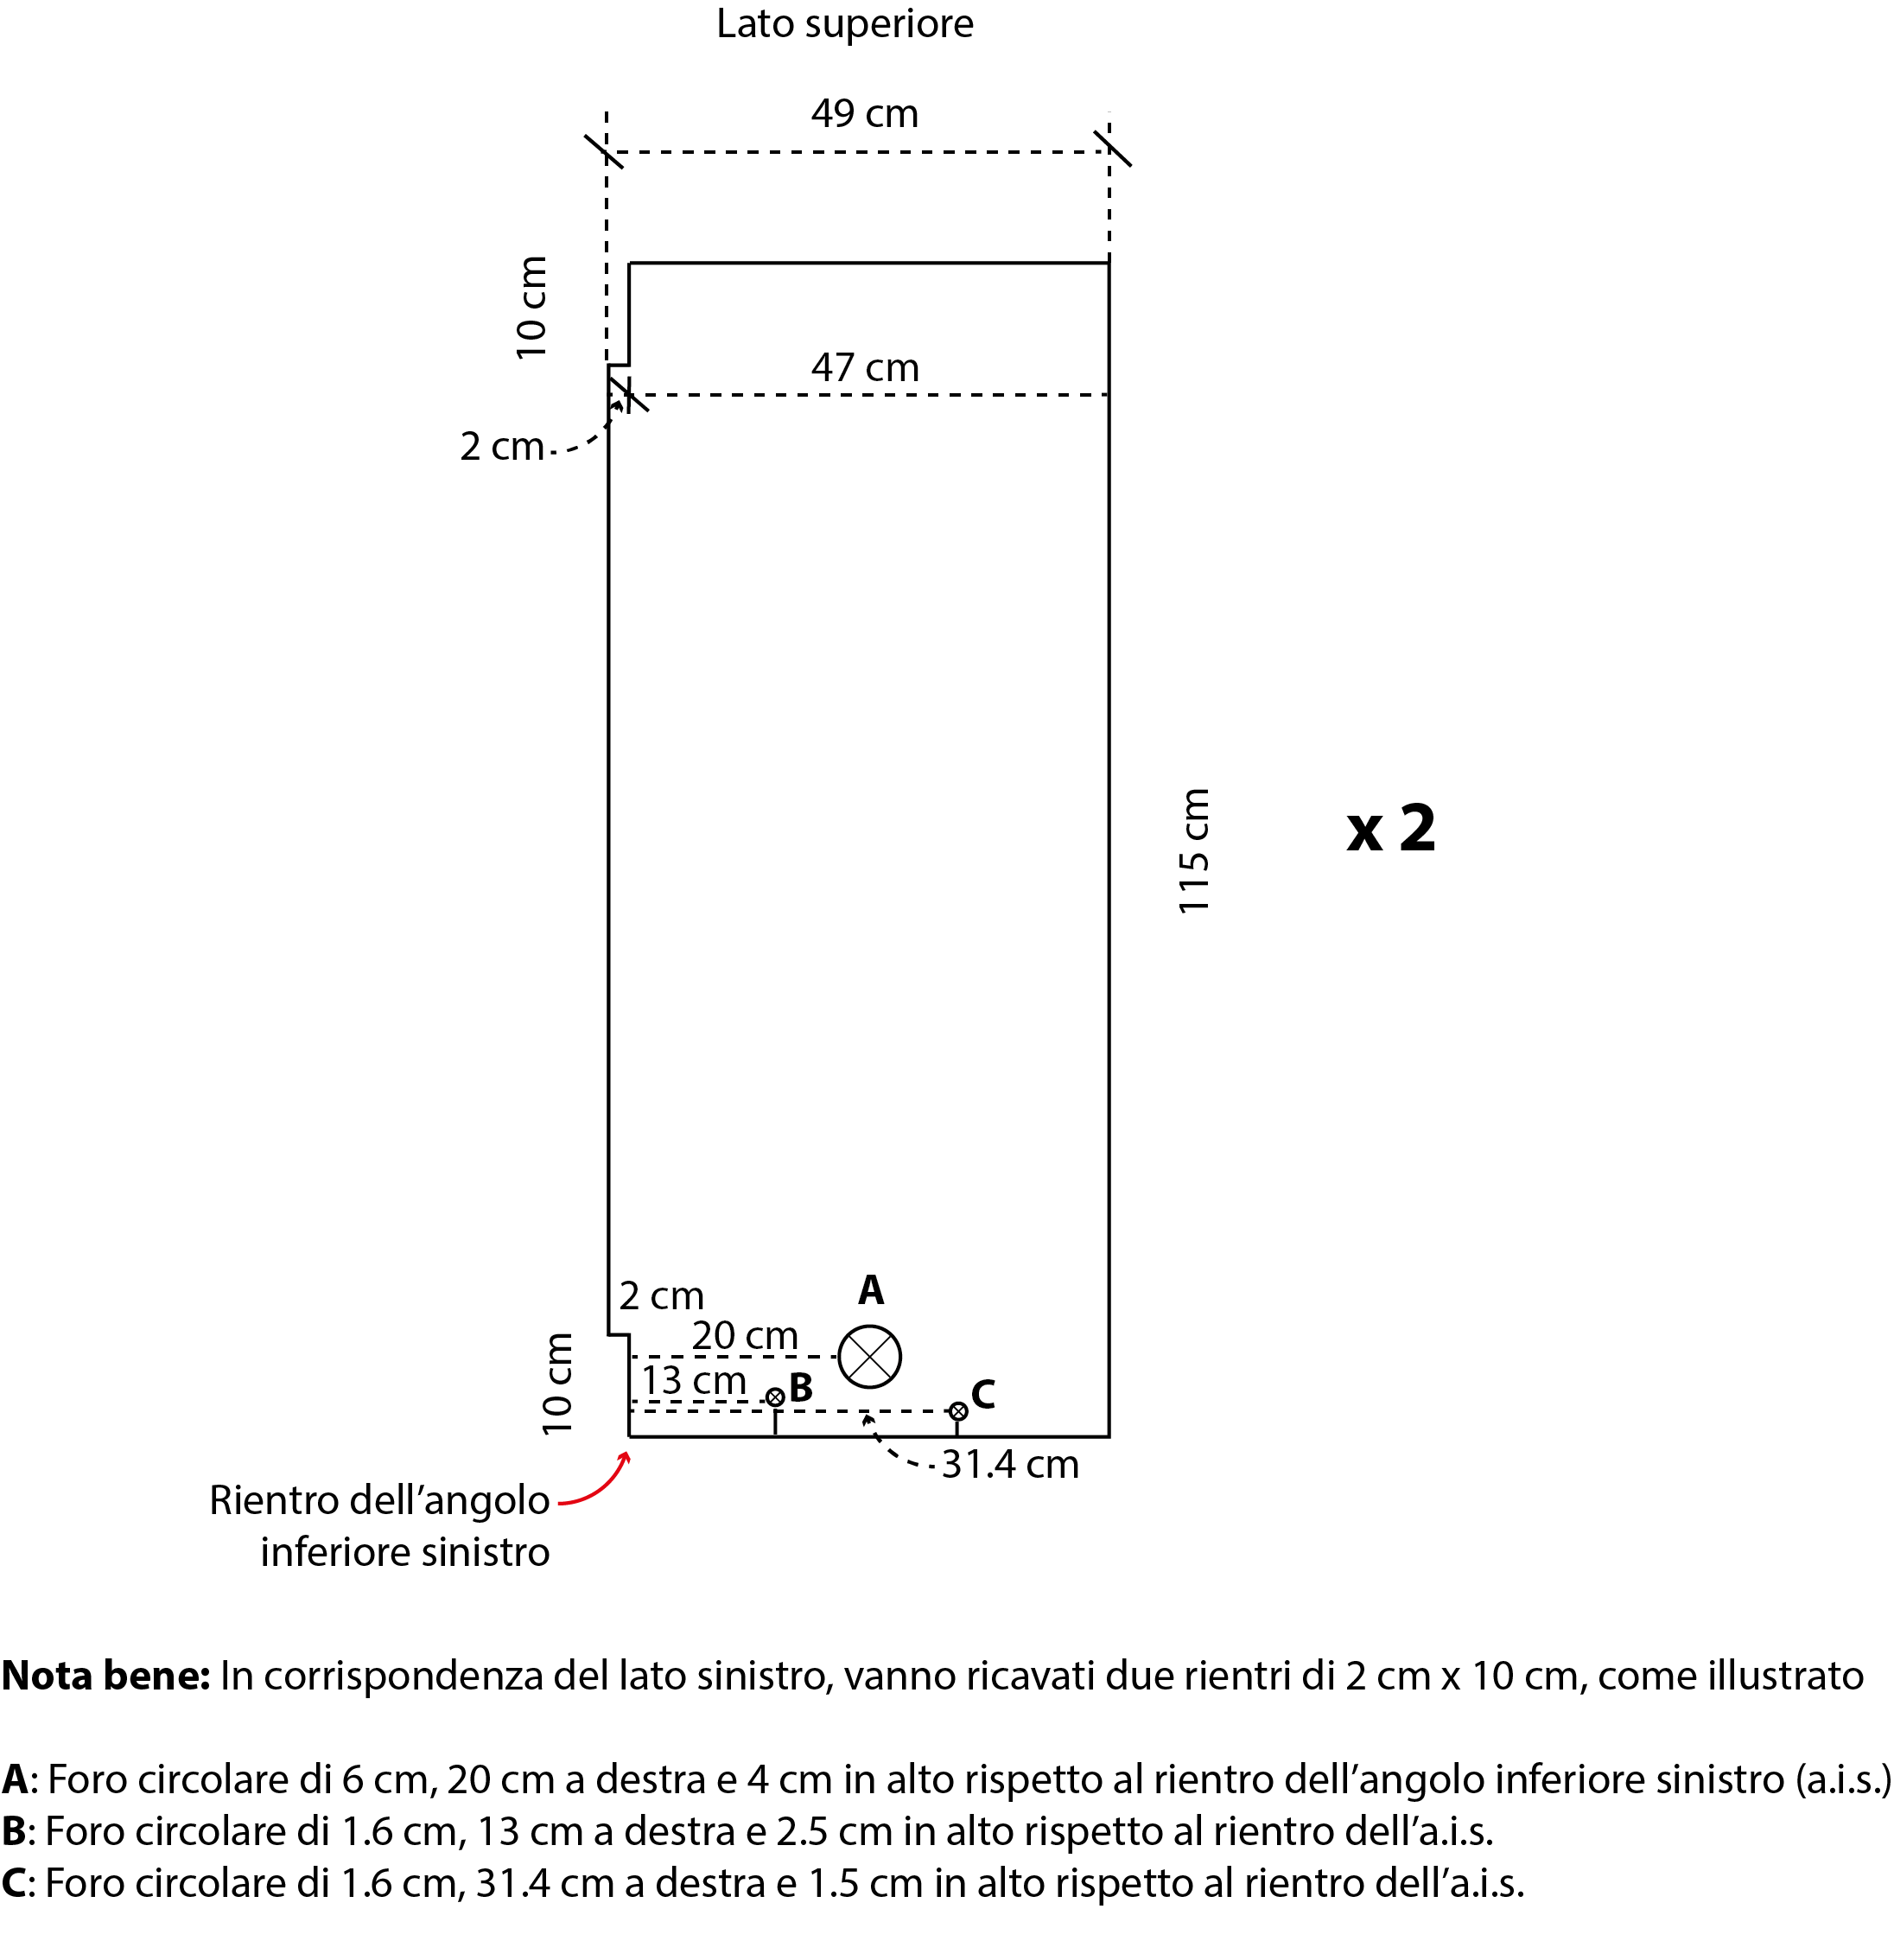 Lato superiore
49 cm
10 cm
47 cm
2 cm
115 cm
x 2
2 cm
A
20 cm
13 cm
B
C
10 cm
31.4 cm
Rientro dell’angolo
inferiore sinistro
Nota bene: In corrispondenza del lato sinistro, vanno ricavati due rientri di 2 cm x 10 cm, come illustrato
A: Foro circolare di 6 cm, 20 cm a destra e 4 cm in alto rispetto al rientro dell’angolo inferiore sinistro (a.i.s.)
B: Foro circolare di 1.6 cm, 13 cm a destra e 2.5 cm in alto rispetto al rientro dell’a.i.s.
C: Foro circolare di 1.6 cm, 31.4 cm a destra e 1.5 cm in alto rispetto al rientro dell’a.i.s.